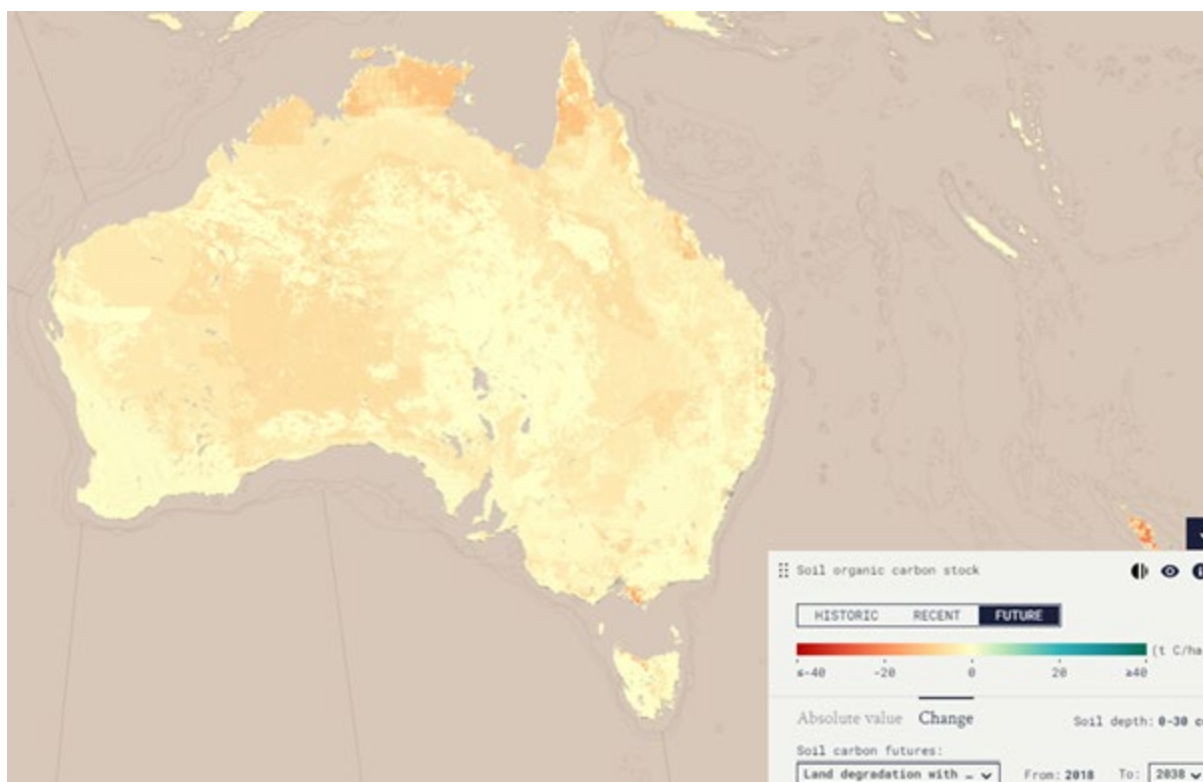 Soil organic carbon stock
HISTORIC RECENT FUTURE
(t C/ha
≤-40 -20 0 20 ≥40
Absolute value Change Soil depth: 0-30 c
Soil carbon futures:
Land degradation with … From: 2018 To: 2038